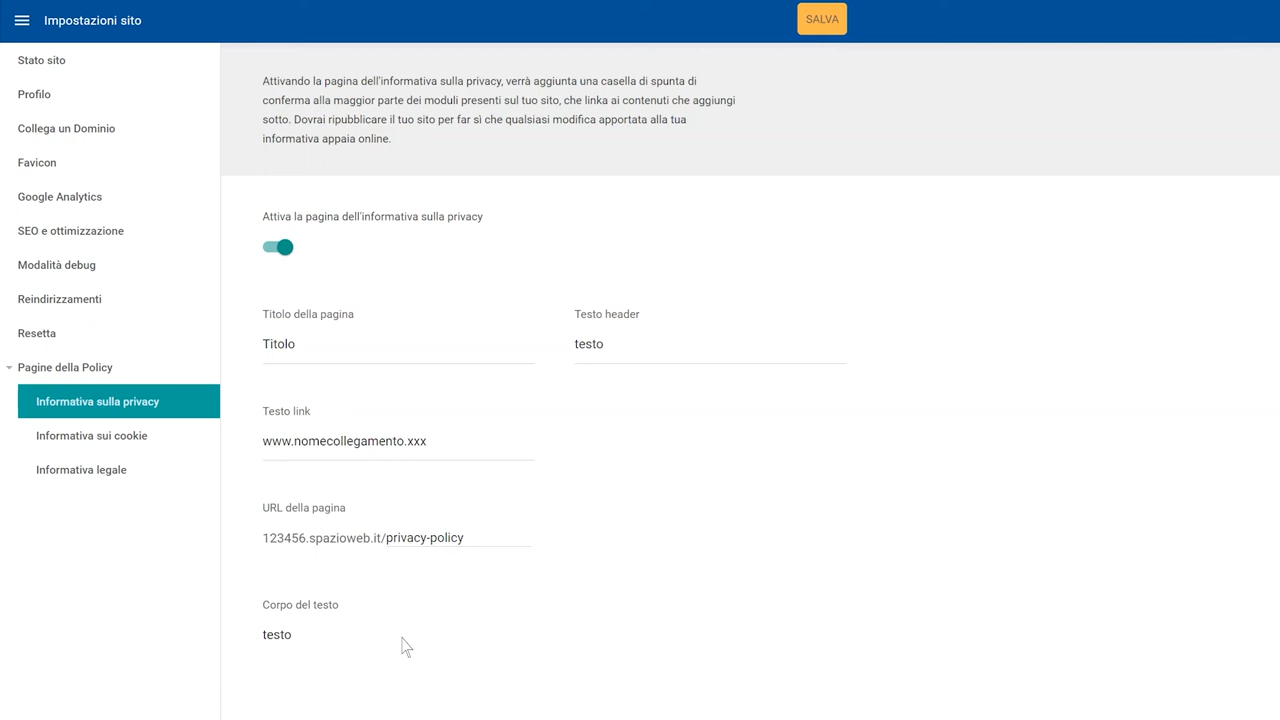 Impostazioni sito
SALVA
Stato sito
Profilo
Collega un Dominio
Favicon
Google Analytics
SEO e ottimizzazione
Modalità debug
Reindirizzamenti
Resetta
Pagine della Policy
Informativa sulla privacy
Informativa sui cookie
Informativa legale
Attivando la pagina dell'informativa sulla privacy, verrà aggiunta una casella di spunta di
conferma alla maggior parte dei moduli presenti sul tuo sito, che linka ai contenuti che aggiungi
sotto. Dovrai ripubblicare il tuo sito per far sì che qualsiasi modifica apportata alla tua
informativa appaia online.
Attiva la pagina dell'informativa sulla privacy
Titolo della pagina
Titolo
Testo header
testo
Testo link
www.nomecollegamento.xxx
URL della pagina
123456.spazioweb.it/privacy-policy
Corpo del testo
testo